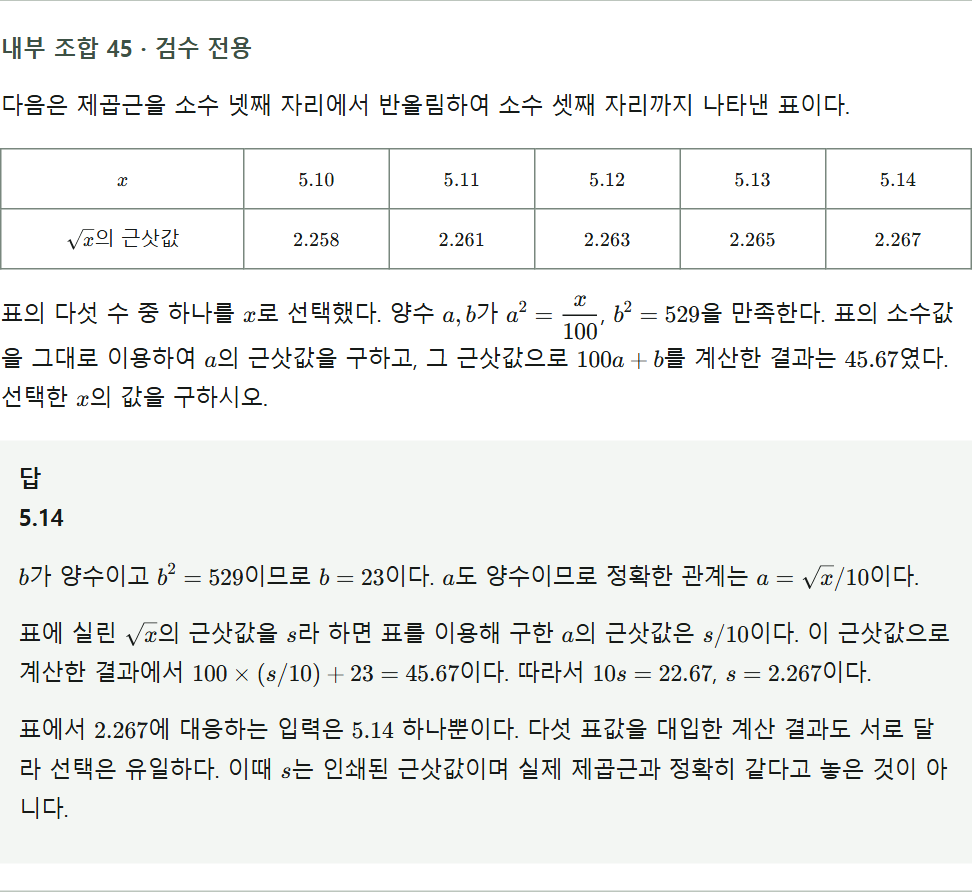 내부 조합 45 · 검수 전용
다음은 제곱근을 소수 넷째 자리에서 반올림하여 소수 셋째 자리까지 나타낸 표이다.
x 5.10 5.11 5.12 5.13 5.14
√x의 근삿값 2.258 2.261 2.263 2.265 2.267
표의 다섯 수 중 하나를 x로 선택했다. 양수 a, b가 a² = x/100, b² = 529을 만족한다. 표의 소수값
을 그대로 이용하여 a의 근삿값을 구하고, 그 근삿값으로 100a + b를 계산한 결과는 45.67였다.
선택한 x의 값을 구하시오.
답
5.14
b가 양수이고 b² = 529이므로 b = 23이다. a도 양수이므로 정확한 관계는 a = √x/10이다.
표에 실린 √x의 근삿값을 s라 하면 표를 이용해 구한 a의 근삿값은 s/10이다. 이 근삿값으로
계산한 결과에서 100 × (s/10) + 23 = 45.67이다. 따라서 10s = 22.67, s = 2.267이다.
표에서 2.267에 대응하는 입력은 5.14 하나뿐이다. 다섯 표값을 대입한 계산 결과도 서로 달
라 선택은 유일하다. 이때 s는 인쇄된 근삿값이며 실제 제곱근과 정확히 같다고 놓은 것이 아
니다.